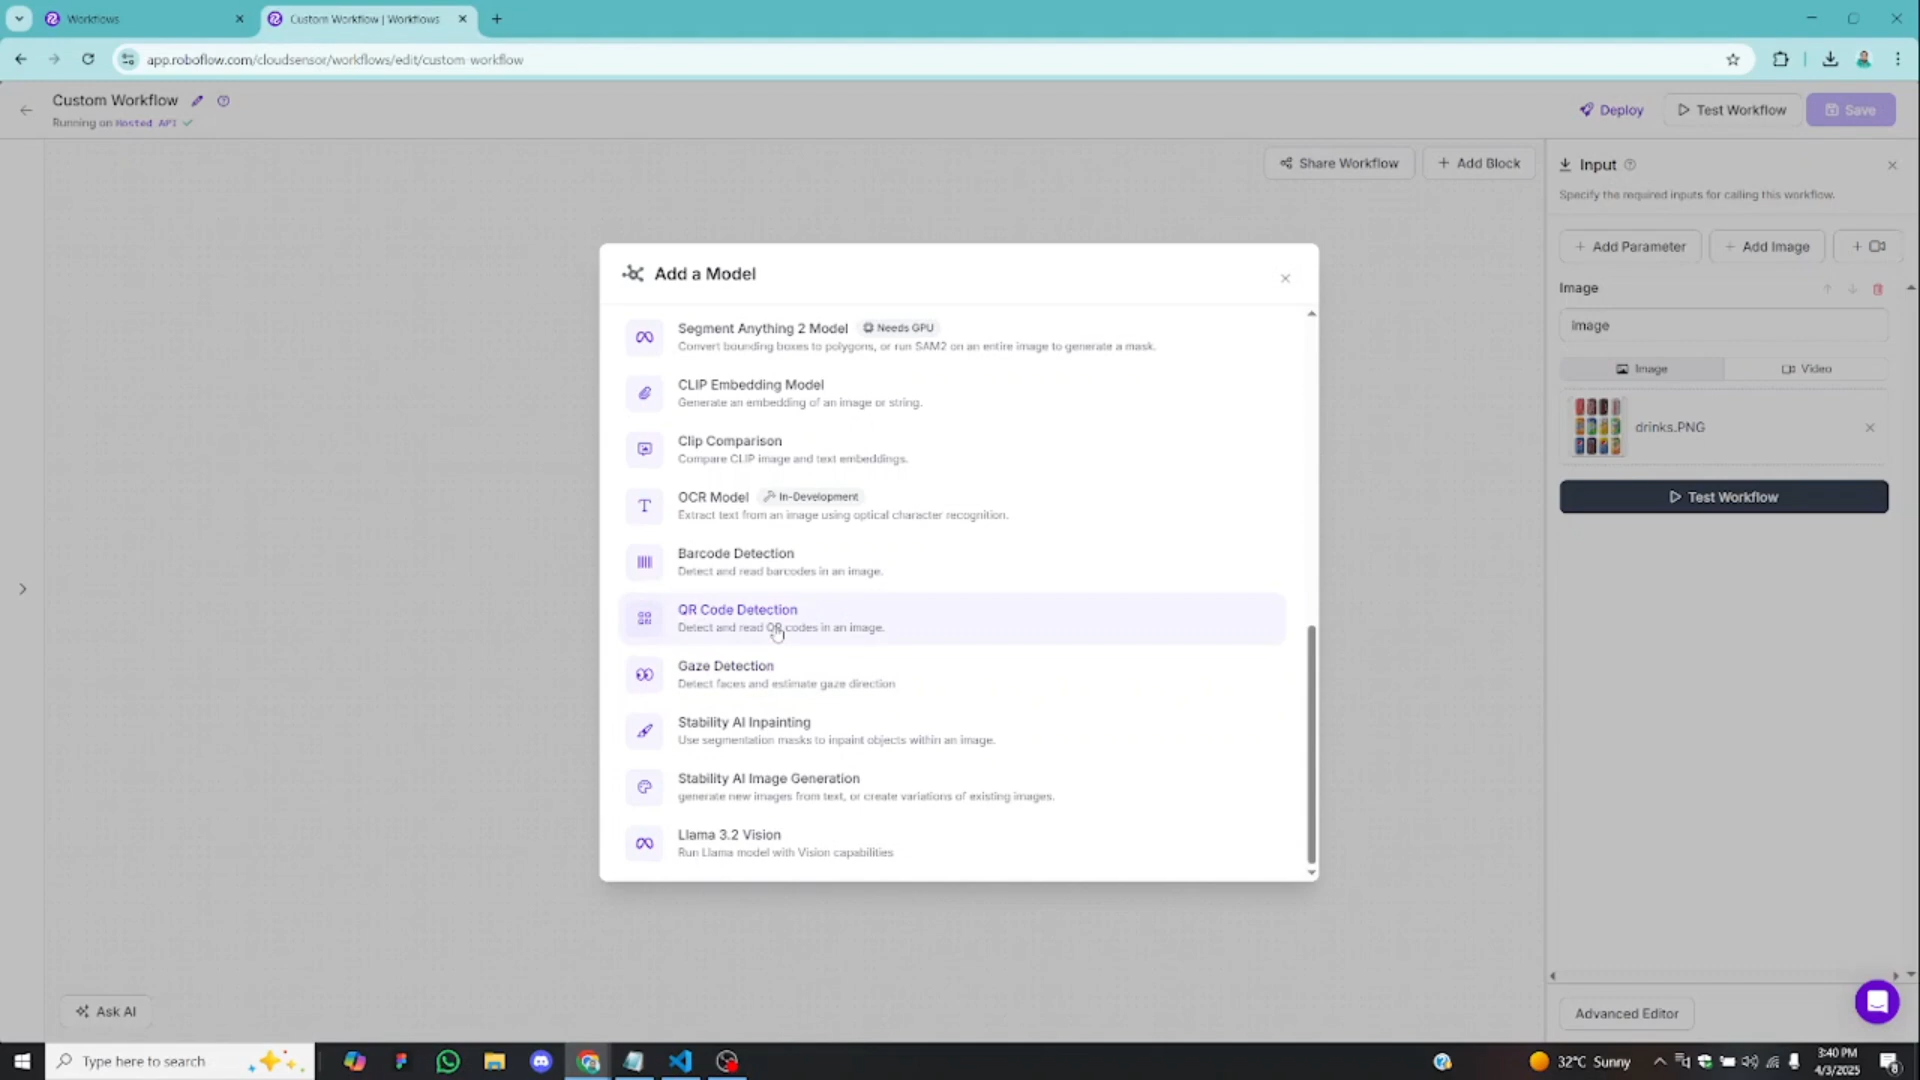 Workflows
Custom Workflow | Workflows
app.roboflow.com/cloudsensor/workflows/edit/custom-workflow
Custom Workflow
Running on Hosted API
Deploy
Test Workflow
Save
Share Workflow
Add Block
Input
Specify the required inputs for calling this workflow.
Add Parameter
Add Image
Image
image
Image
Video
drinks.PNG
Test Workflow
Add a Model
Segment Anything 2 Model
Needs GPU
Convert bounding boxes to polygons, or run SAM2 on an entire image to generate a mask.
CLIP Embedding Model
Generate an embedding of an image or string.
Clip Comparison
Compare CLIP image and text embeddings.
OCR Model
In-Development
Extract text from an image using optical character recognition.
Barcode Detection
Detect and read barcodes in an image.
QR Code Detection
Detect and read QR codes in an image.
Gaze Detection
Detect faces and estimate gaze direction
Stability AI Inpainting
Use segmentation masks to inpaint objects within an image.
Stability AI Image Generation
generate new images from text, or create variations of existing images.
Llama 3.2 Vision
Run Llama model with Vision capabilities
Ask AI
Advanced Editor
Type here to search
32°C Sunny
3:40 PM
4/3/2025
8